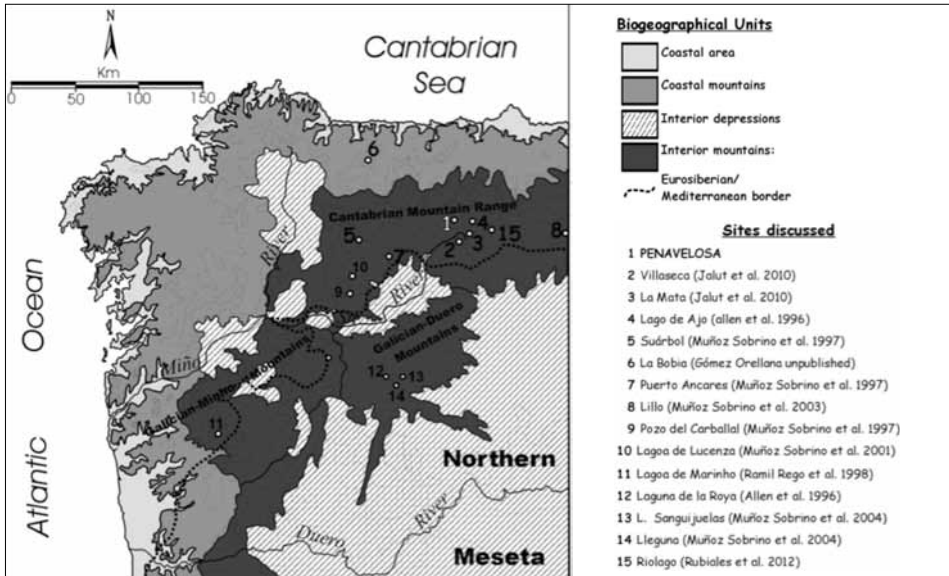 N
Km
0 50 100 150
Cantabrian
Sea
Ocean
Atlantic
6
Cantabrian Mountain Range
1 4
5 3 15 8
7 2
10
9
River
River
Miño
Galician-Duero
Mountains
Galician-Minho Mountains
12 13
14
11
Northern
Duero
River
Meseta
Biogeographical Units
Coastal area
Coastal mountains
Interior depressions
Interior mountains:
Eurosiberian/
Mediterranean border
Sites discussed
1 PENAVELOSA
2 Villaseca (Jalut et al. 2010)
3 La Mata (Jalut et al. 2010)
4 Lago de Ajo (allen et al. 1996)
5 Suárbol (Muñoz Sobrino et al. 1997)
6 La Bobia (Gómez Orellana unpublished)
7 Puerto Ancares (Muñoz Sobrino et al. 1997)
8 Lillo (Muñoz Sobrino et al. 2003)
9 Pozo del Carballal (Muñoz Sobrino et al. 1997)
10 Lagoa de Lucenza (Muñoz Sobrino et al. 2001)
11 Lagoa de Marinho (Ramil Rego et al. 1998)
12 Laguna de la Roya (Allen et al. 1996)
13 L. Sanguijuelas (Muñoz Sobrino et al. 2004)
14 Lleguna (Muñoz Sobrino et al. 2004)
15 Riolago (Rubiales et al. 2012)